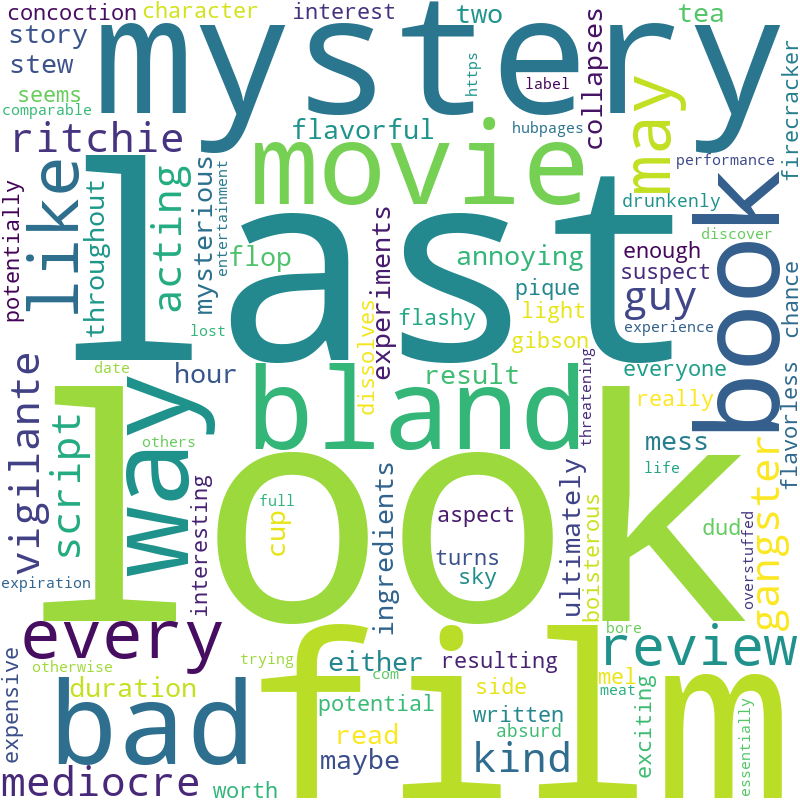 concoction
character
interest
two
tea
mystery
story
stew
https
label
collapses
firecracker
seems
comparable
may
ritchie
flavorful
hubpages
movie
performance
like
last
potentially
throughout
acting
mysterious
entertainment
drunkenly
book
discover
experiments
flop
annoying
enough
suspect
pique
guy
chance
flashy
light
experience
lost
dissolves
gibson
date
hour
bland
result
threatening
everyone
really
flavorless
vigilante
script
way
others
mess
life
look
gangster
interesting
full
cup
ingredients
aspect
ultimately
boisterous
dud
overstuffed
turns
sky
expiration
every
film
bore
review
expensive
otherwise
trying
either
resulting
com
mel
meat
bad
duration
side
exciting
essentially
potential
written
read
absurd
maybe
kind
mediocre
worth